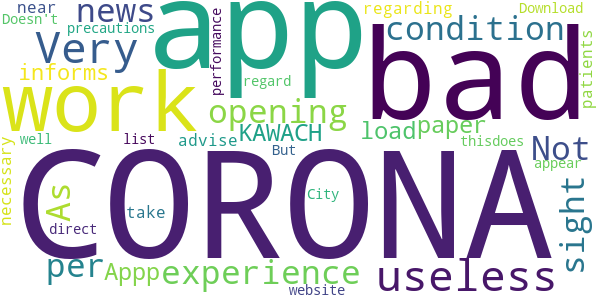 near
Doesn't
news
precautions
Very
informs
app
performance
regard
regarding
Download
condition
bad
patients
work
opening
KAWACH
load
paper
well
list
advise
But
thisdoes
Not
appear
necessary
As
CORONA
City
take
direct
sight
per
Appp
experience
website
useless